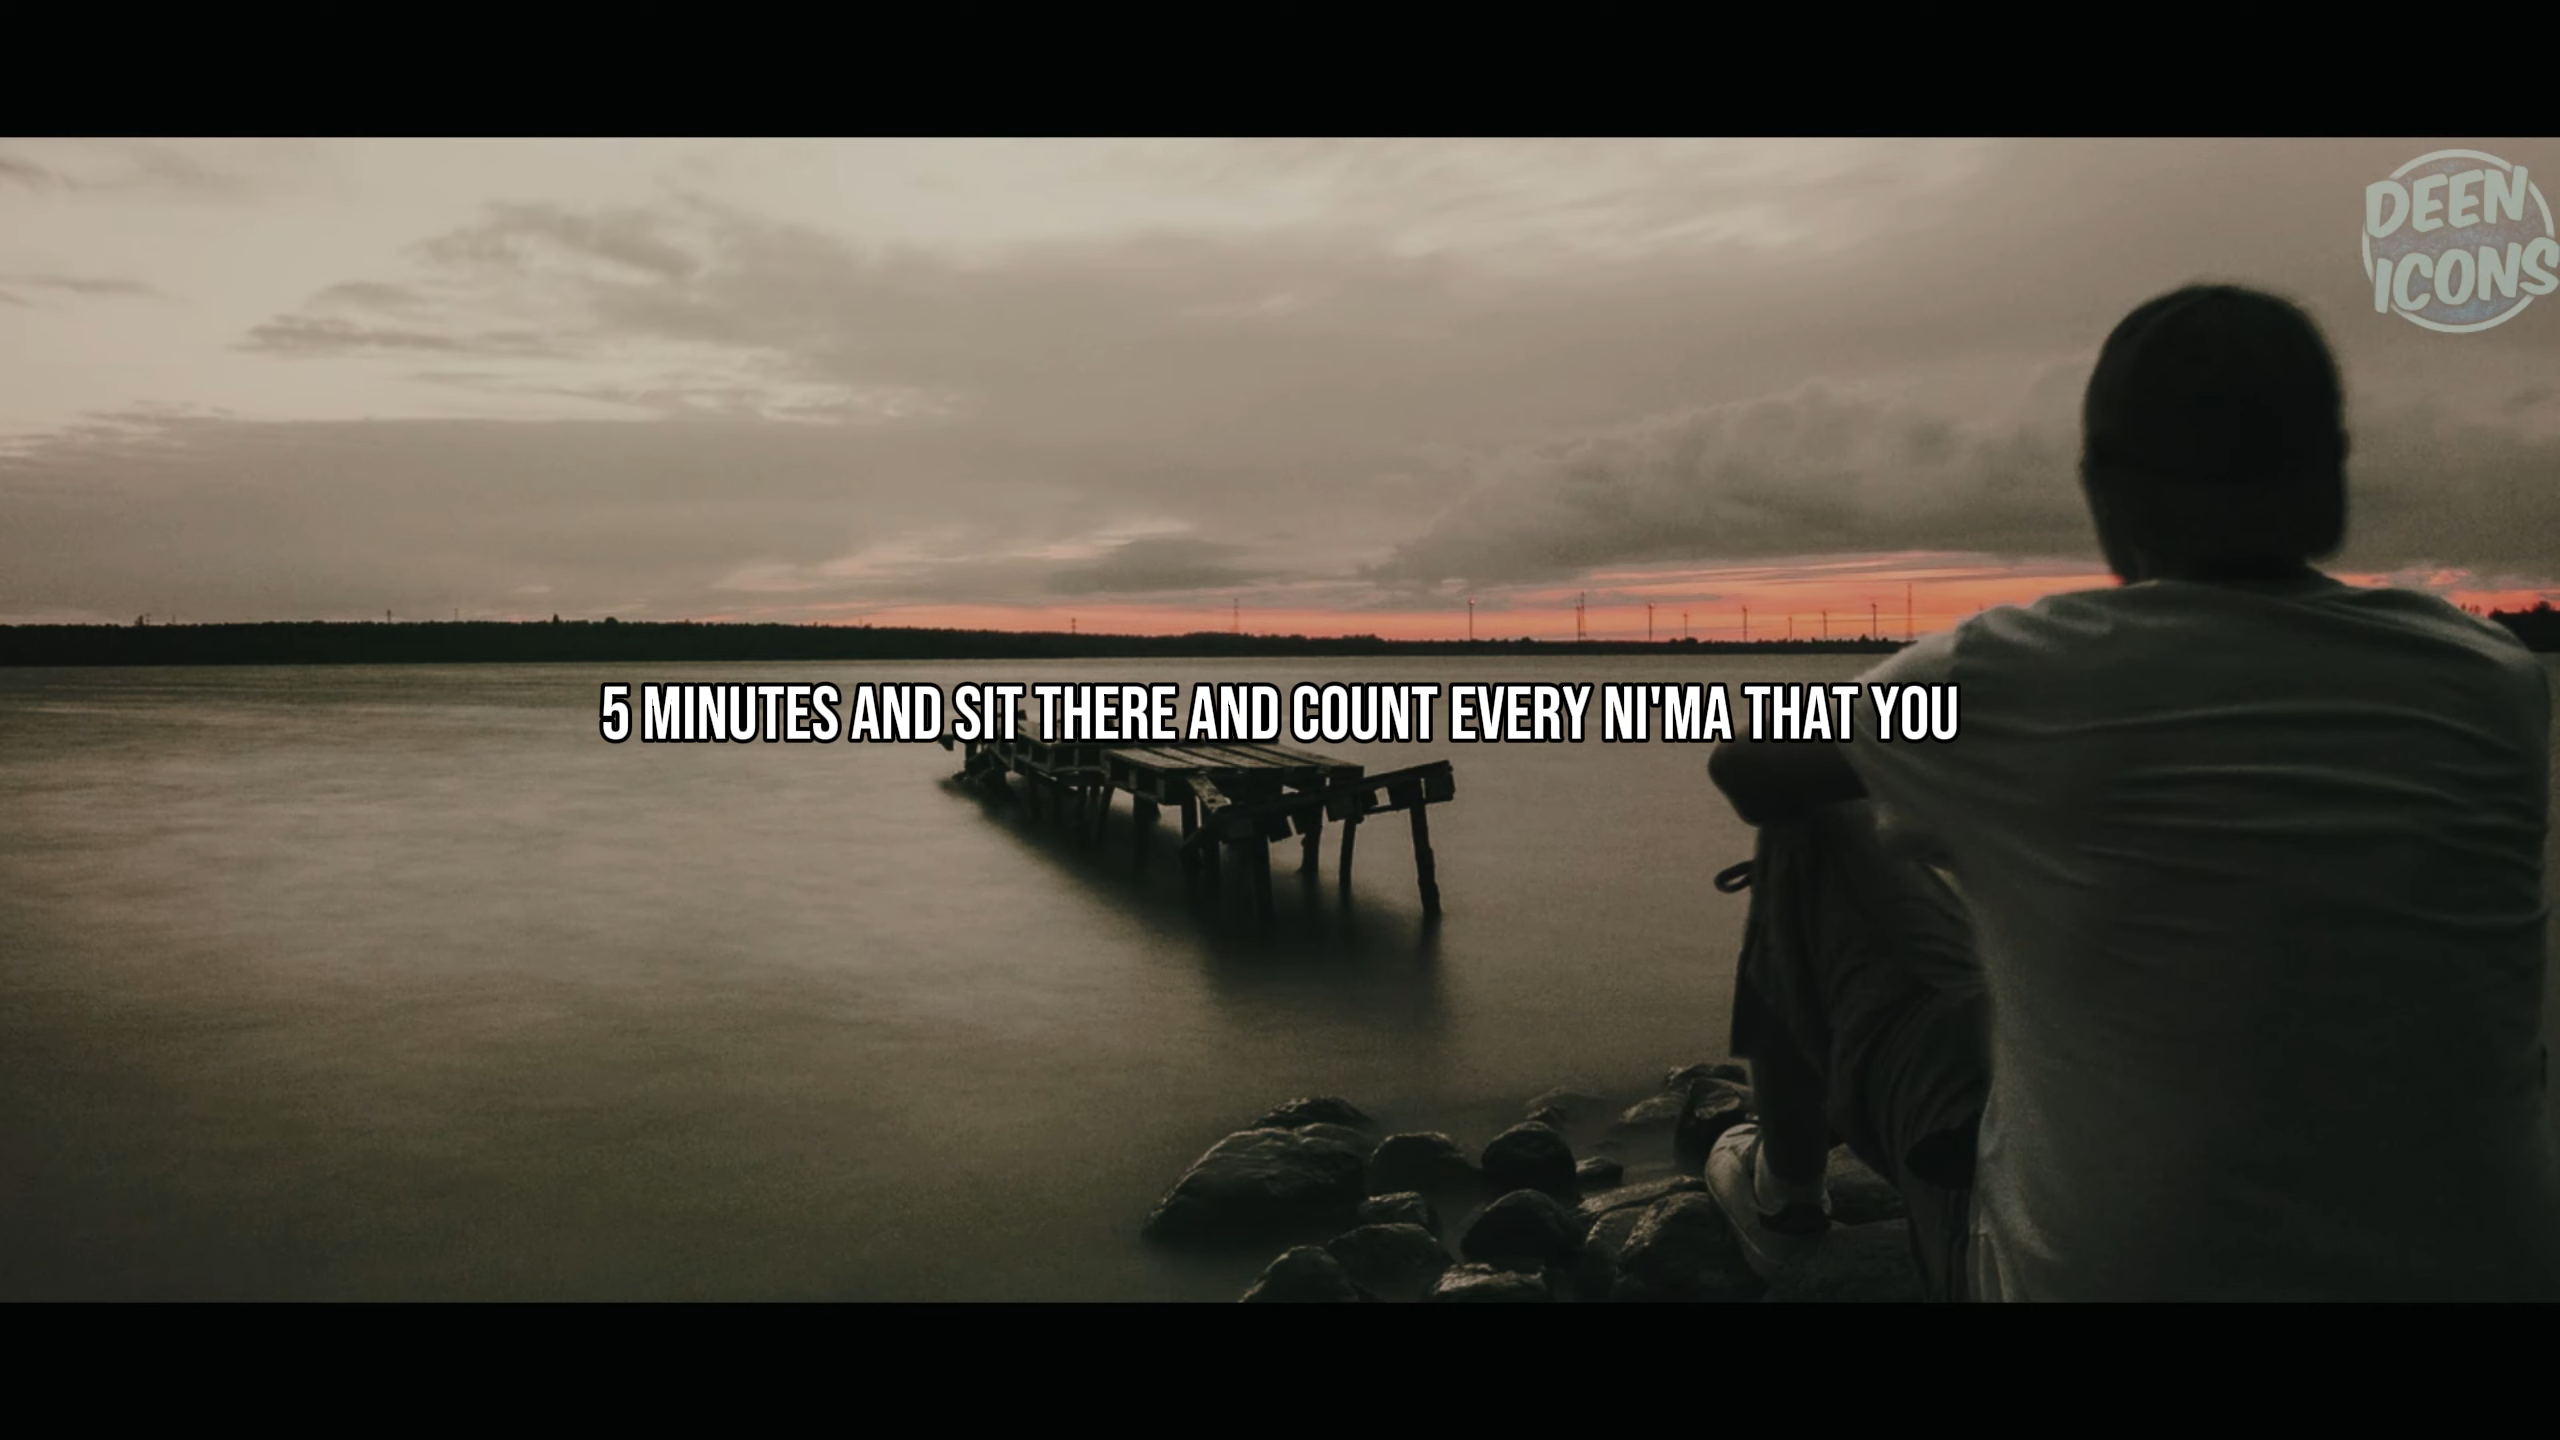 DEEN
ICONS
5 MINUTES AND SIT THERE AND COUNT EVERY NI'MA THAT YOU